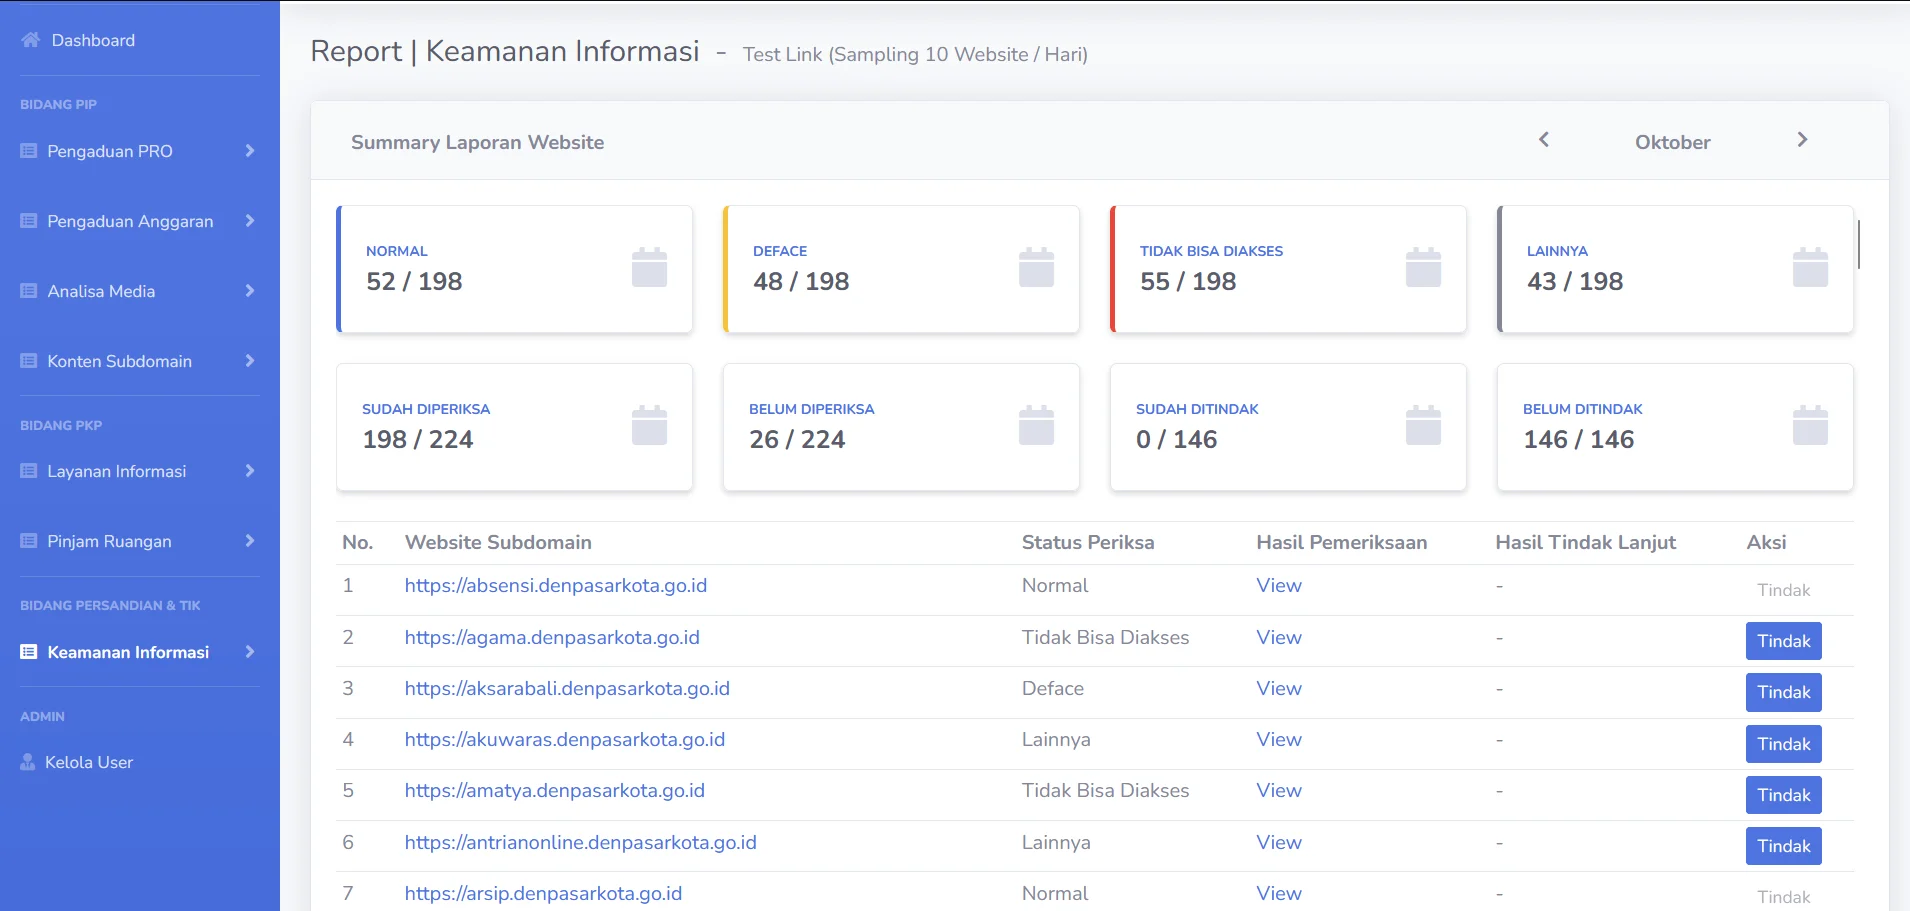 Dashboard
BIDANG PIP
Pengaduan PRO
Pengaduan Anggaran
Analisa Media
Konten Subdomain
BIDANG PKP
Layanan Informasi
Pinjam Ruangan
BIDANG PERSANDIAN & TIK
Keamanan Informasi
ADMIN
Kelola User
Report | Keamanan Informasi - Test Link (Sampling 10 Website / Hari)
Summary Laporan Website
Oktober
NORMAL
52 / 198
DEFACE
48 / 198
TIDAK BISA DIAKSES
55 / 198
LAINNYA
43 / 198
SUDAH DIPERIKSA
198 / 224
BELUM DIPERIKSA
26 / 224
SUDAH DITINDAK
0 / 146
BELUM DITINDAK
146 / 146
No. Website Subdomain Status Periksa Hasil Pemeriksaan Hasil Tindak Lanjut Aksi
1 https://absensi.denpasarkota.go.id Normal View - Tindak
2 https://agama.denpasarkota.go.id Tidak Bisa Diakses View - Tindak
3 https://aksarabali.denpasarkota.go.id Deface View - Tindak
4 https://akuwaras.denpasarkota.go.id Lainnya View - Tindak
5 https://amatya.denpasarkota.go.id Tidak Bisa Diakses View - Tindak
6 https://antrianonline.denpasarkota.go.id Lainnya View - Tindak
7 https://arsip.denpasarkota.go.id Normal View - Tindak